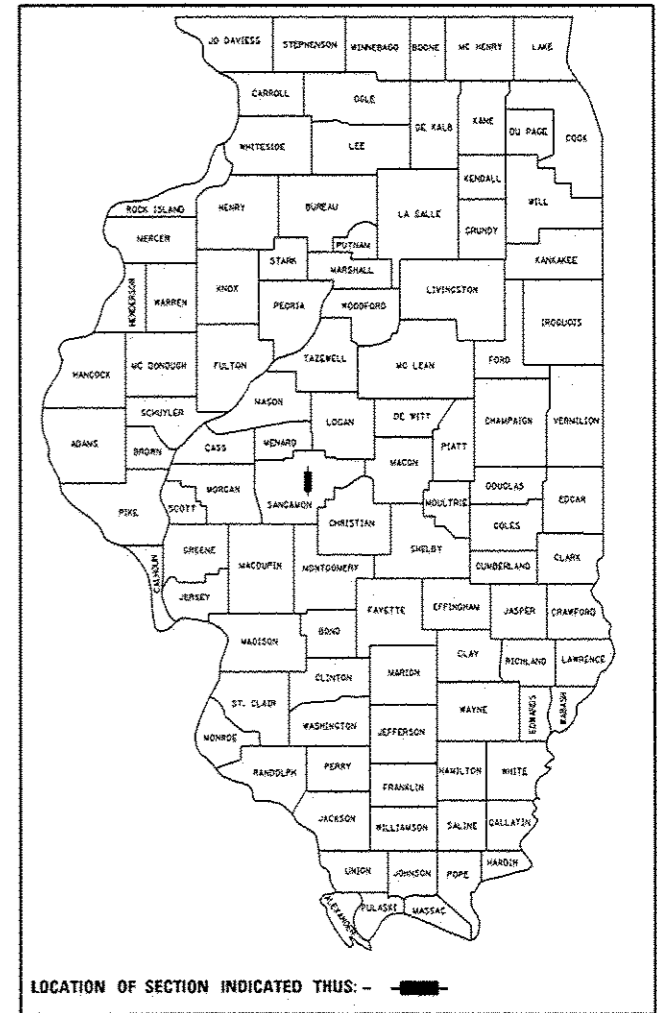 JO DAVIESS STEPHENSON WINNEBAGO BOONE MC HENRY LAKE
CARROLL OGLE
DE KALB KANE DU PAGE COOK
WHITESIDE LEE
KENDALL
ROCK ISLAND HENRY BUREAU LA SALLE WILL
GRUNDY
MERCER PUTNAM
STARK MARSHALL KANKAKEE
HENDERSON WARREN KNOX PEORIA WOODFORD LIVINGSTON
IROQUOIS
HANCOCK MC DONOUGH FULTON TAZEWELL MC LEAN FORD
MASON
SCHUYLER LOGAN DE WITT CHAMPAIGN VERMILION
ADAMS BROWN CASS MENARD PIATT
MACON
MORGAN SANGAMON DOUGLAS
PIKE SCOTT CHRISTIAN MOULTRIE EDGAR
COLES
GREENE MACOUPIN MONTGOMERY SHELBY
CALHOUN CUMBERLAND CLARK
JERSEY
FAYETTE EFFINGHAM JASPER CRAWFORD
MADISON BOND
CLAY RICHLAND LAWRENCE
CLINTON MARION
ST. CLAIR WAYNE EDWARDS WABASH
MONROE WASHINGTON JEFFERSON
RANDOLPH PERRY HAMILTON WHITE
FRANKLIN
JACKSON WILLIAMSON SALINE GALLATIN
UNION JOHNSON POPE HARDIN
ALEXANDER PULASKI MASSAC
LOCATION OF SECTION INDICATED THUS: -